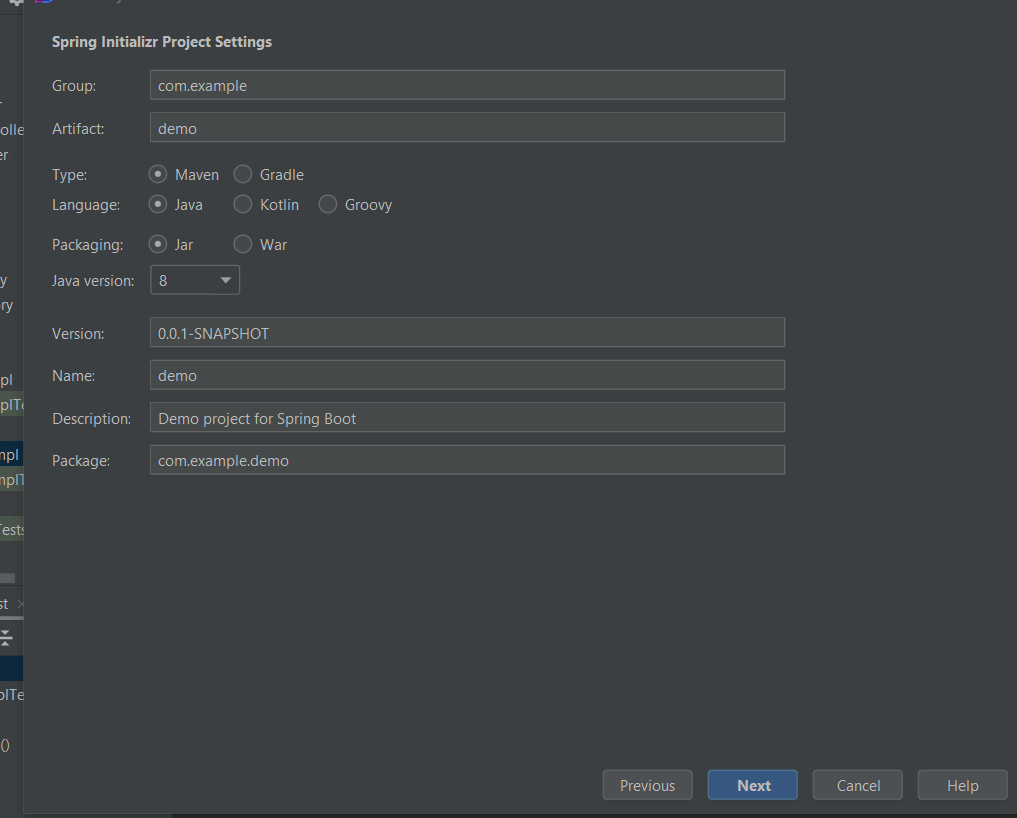 Spring Initializr Project Settings
Group: com.example
Artifact: demo
Type: Maven Gradle
Language: Java Kotlin Groovy
Packaging: Jar War
Java version: 8
Version: 0.0.1-SNAPSHOT
Name: demo
Description: Demo project for Spring Boot
Package: com.example.demo
Previous Next Cancel Help